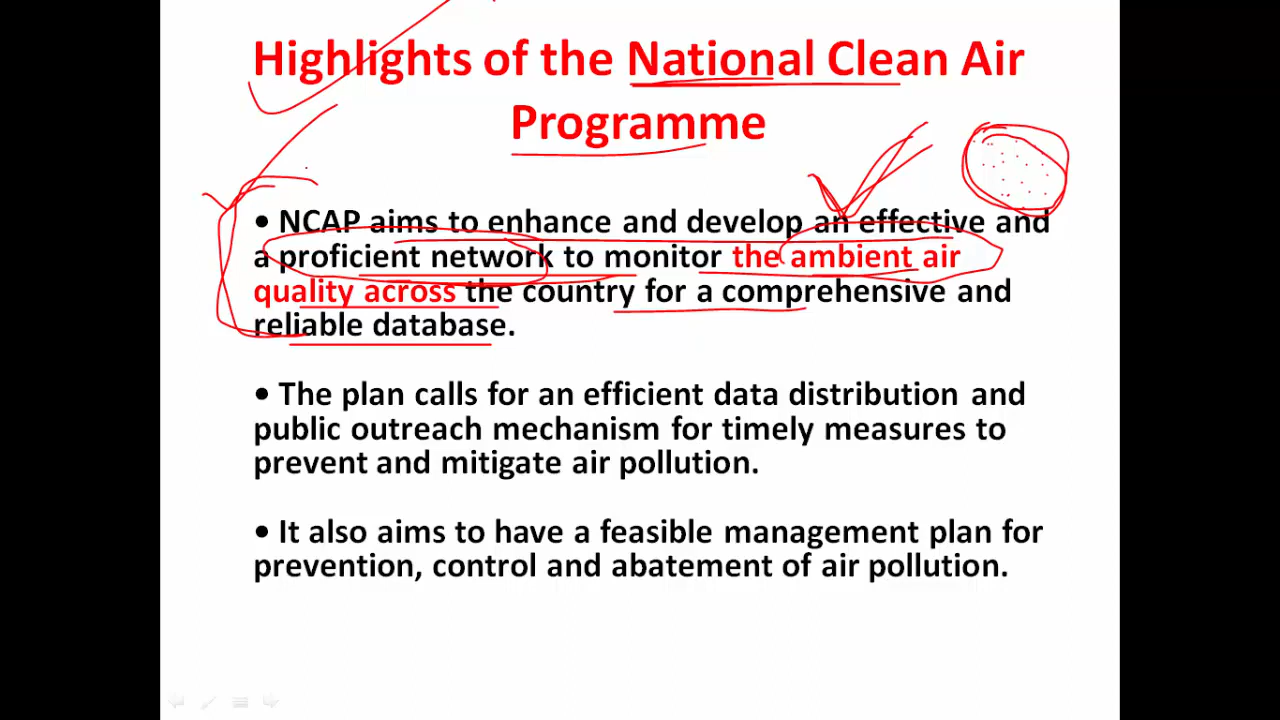 Highlights of the National Clean Air
Programme
• NCAP aims to enhance and develop an effective and
a proficient network to monitor the ambient air
quality across the country for a comprehensive and
reliable database.
• The plan calls for an efficient data distribution and
public outreach mechanism for timely measures to
prevent and mitigate air pollution.
• It also aims to have a feasible management plan for
prevention, control and abatement of air pollution.